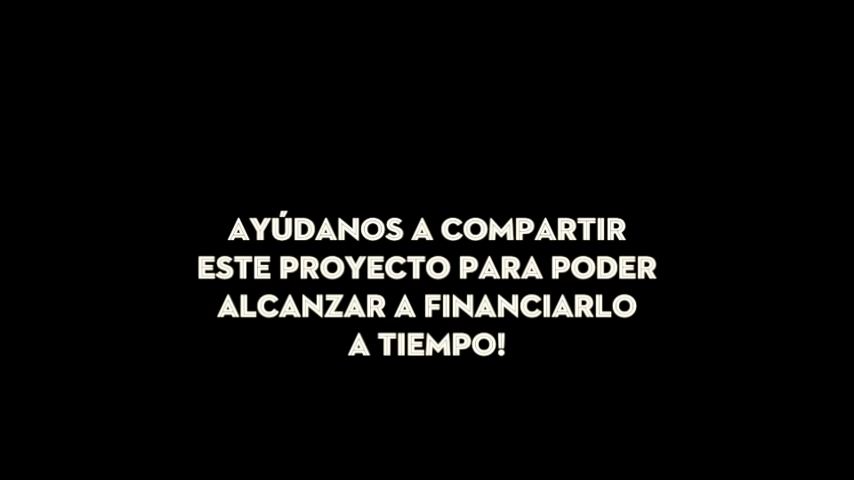 AYÚDANOS A COMPARTIR
ESTE PROYECTO PARA PODER
ALCANZAR A FINANCIARLO
A TIEMPO!